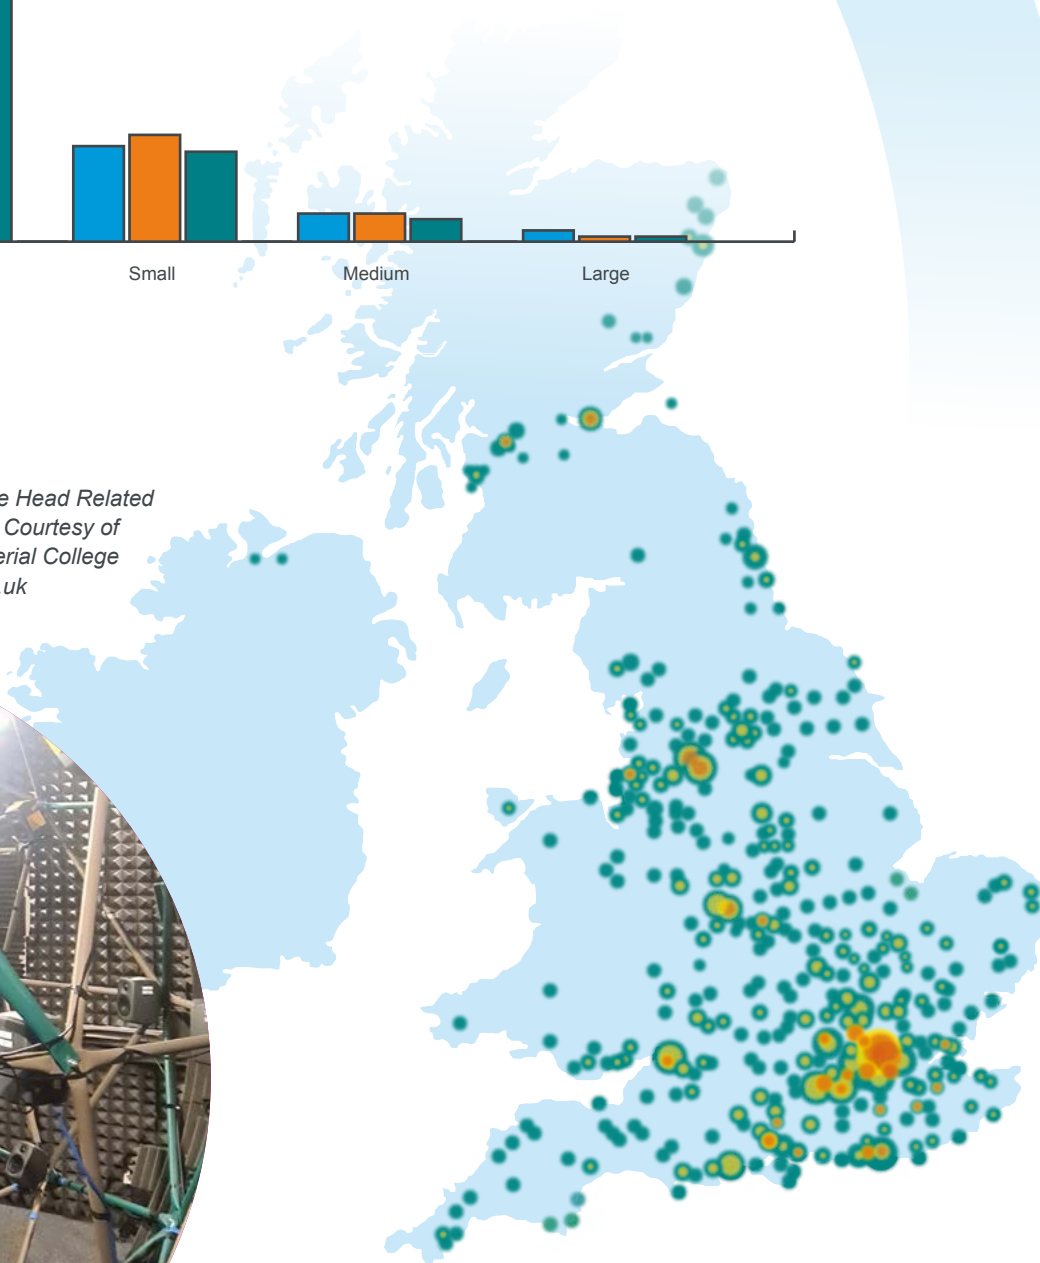 Small
Medium
Large
e Head Related
Courtesy of
erial College
.uk